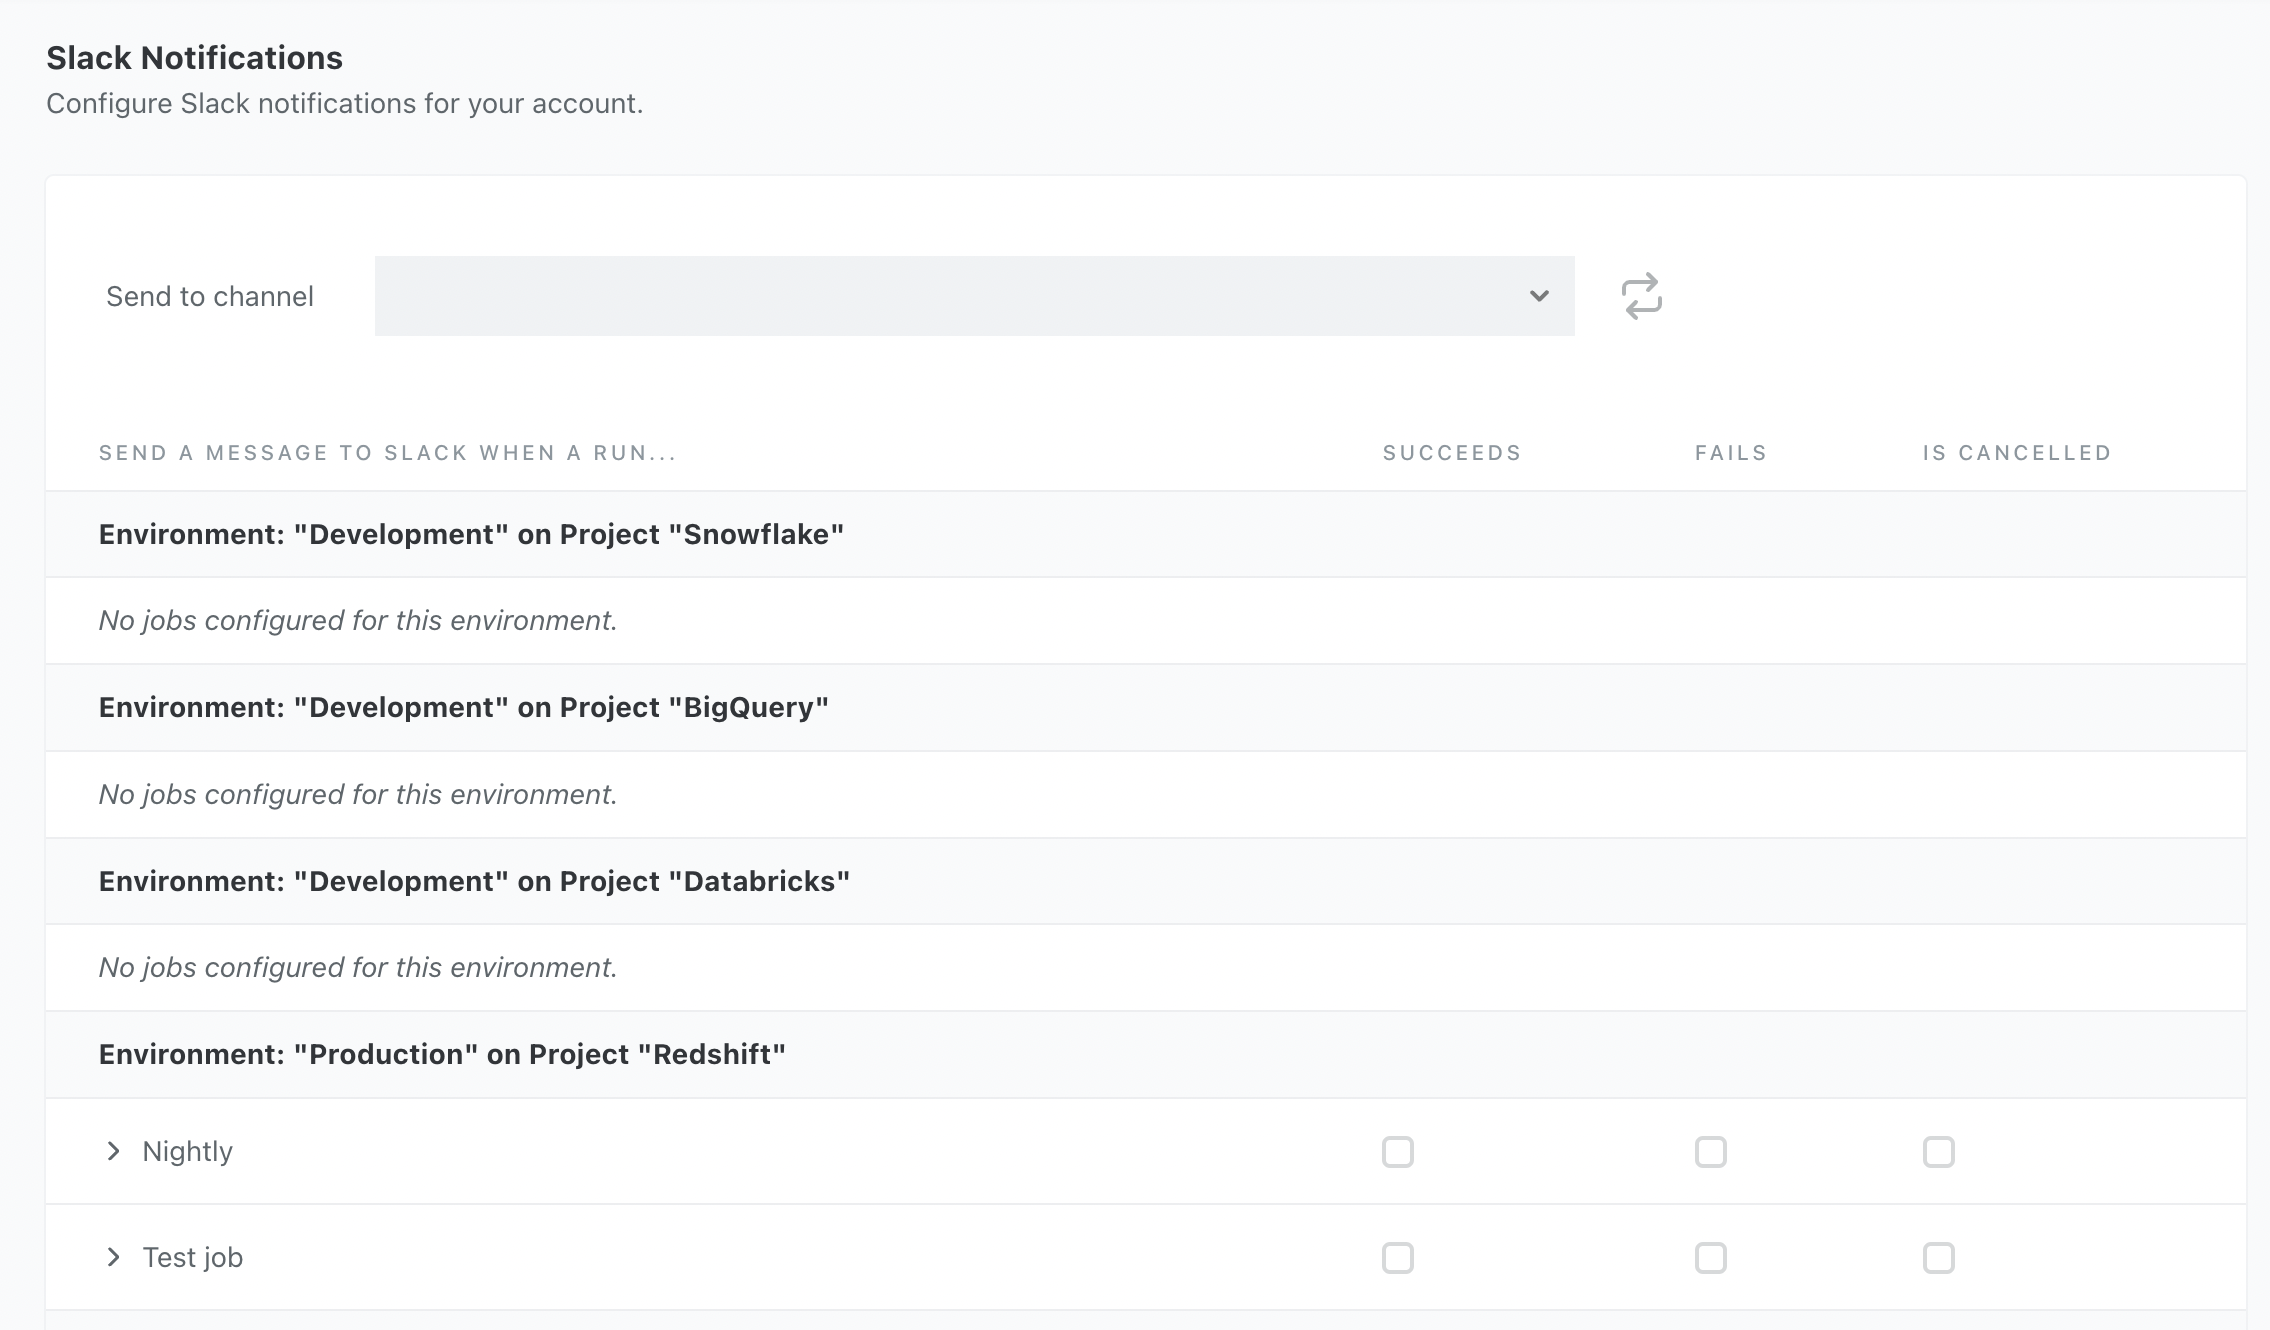 Slack Notifications
Configure Slack notifications for your account.
Send to channel
SEND A MESSAGE TO SLACK WHEN A RUN... SUCCEEDS FAILS IS CANCELLED
Environment: "Development" on Project "Snowflake"
No jobs configured for this environment.
Environment: "Development" on Project "BigQuery"
No jobs configured for this environment.
Environment: "Development" on Project "Databricks"
No jobs configured for this environment.
Environment: "Production" on Project "Redshift"
Nightly
Test job